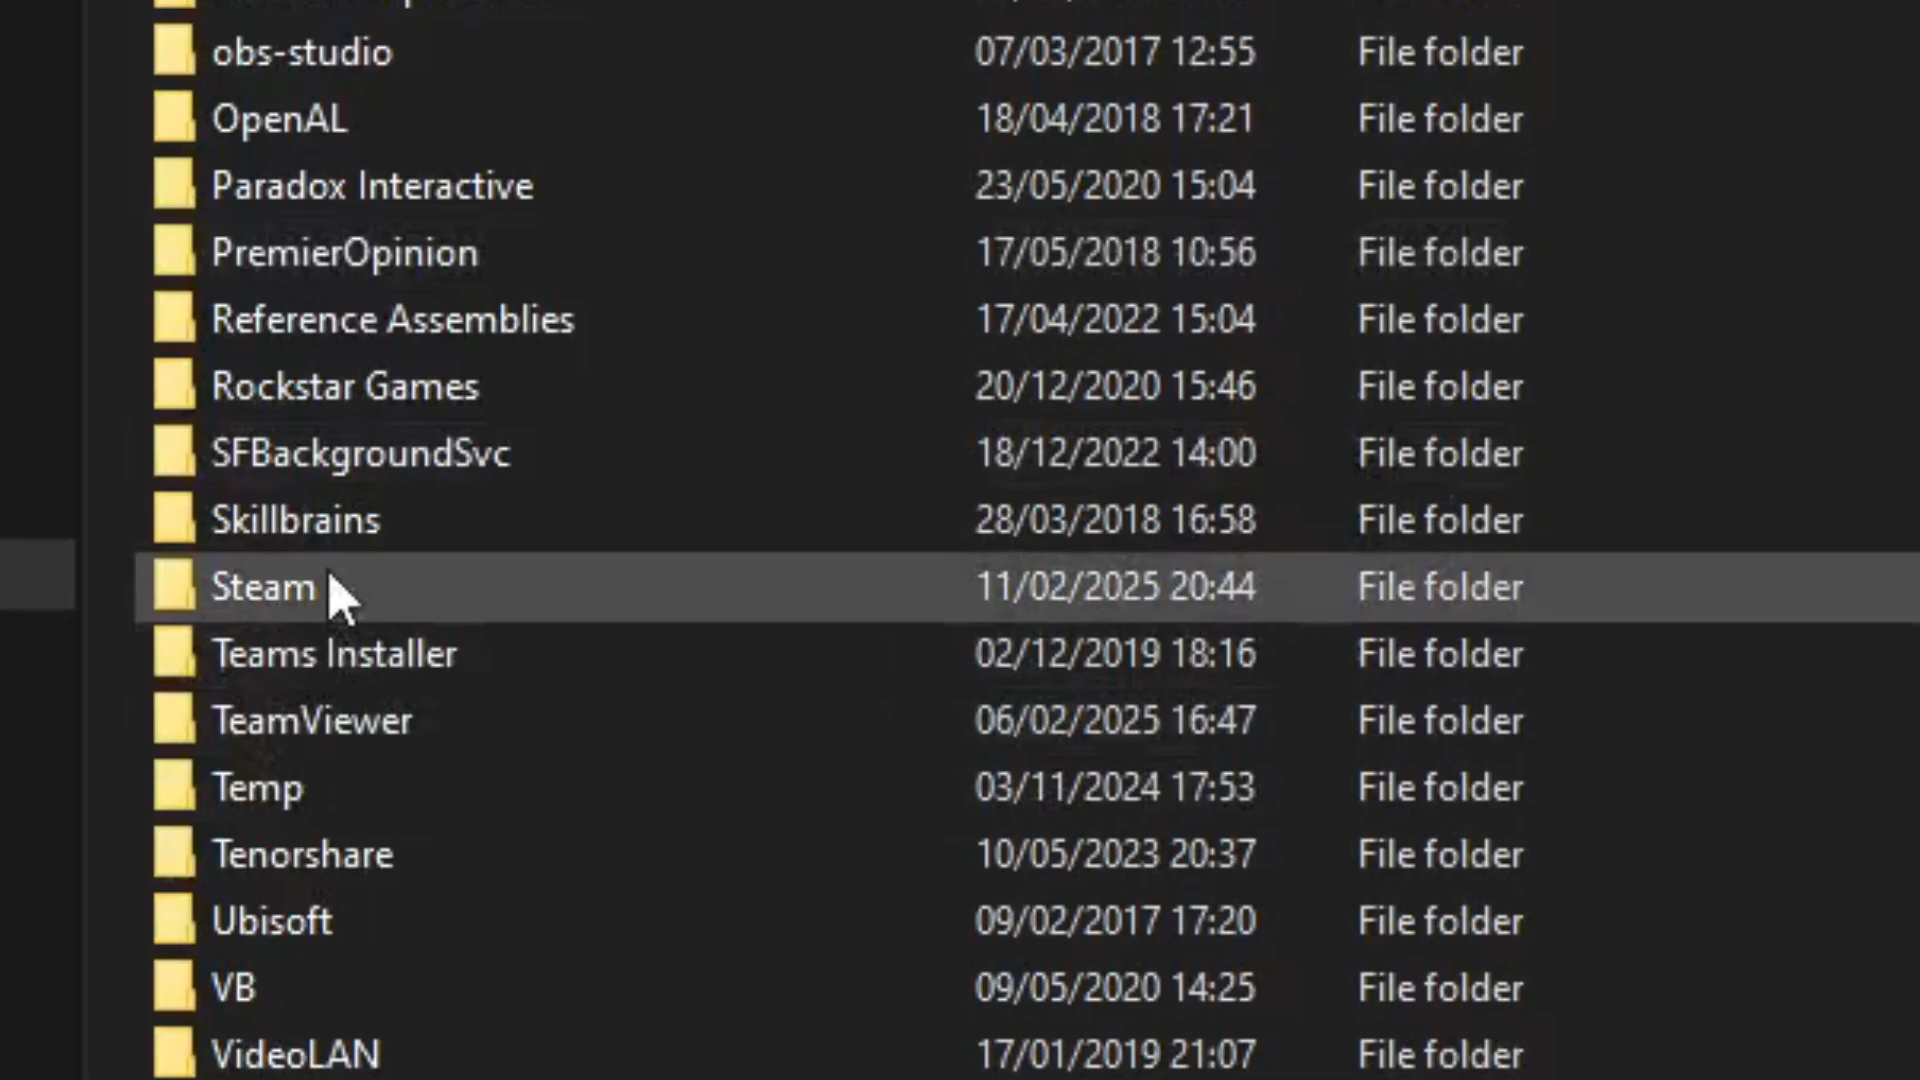 obs-studio 07/03/2017 12:55 File folder
OpenAL 18/04/2018 17:21 File folder
Paradox Interactive 23/05/2020 15:04 File folder
PremierOpinion 17/05/2018 10:56 File folder
Reference Assemblies 17/04/2022 15:04 File folder
Rockstar Games 20/12/2020 15:46 File folder
SFBackgroundSvc 18/12/2022 14:00 File folder
Skillbrains 28/03/2018 16:58 File folder
Steam 11/02/2025 20:44 File folder
Teams Installer 02/12/2019 18:16 File folder
TeamViewer 06/02/2025 16:47 File folder
Temp 03/11/2024 17:53 File folder
Tenorshare 10/05/2023 20:37 File folder
Ubisoft 09/02/2017 17:20 File folder
VB 09/05/2020 14:25 File folder
VideoLAN 17/01/2019 21:07 File folder